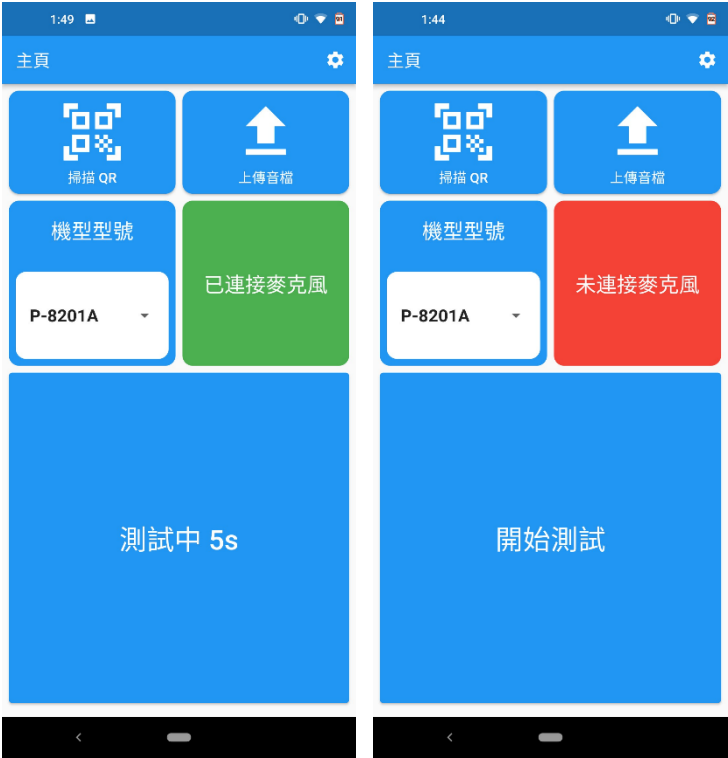 1:49
91
主頁
掃描 QR
上傳音檔
機型型號
P-8201A
已連接麥克風
測試中 5s
1:44
92
主頁
掃描 QR
上傳音檔
機型型號
P-8201A
未連接麥克風
開始測試